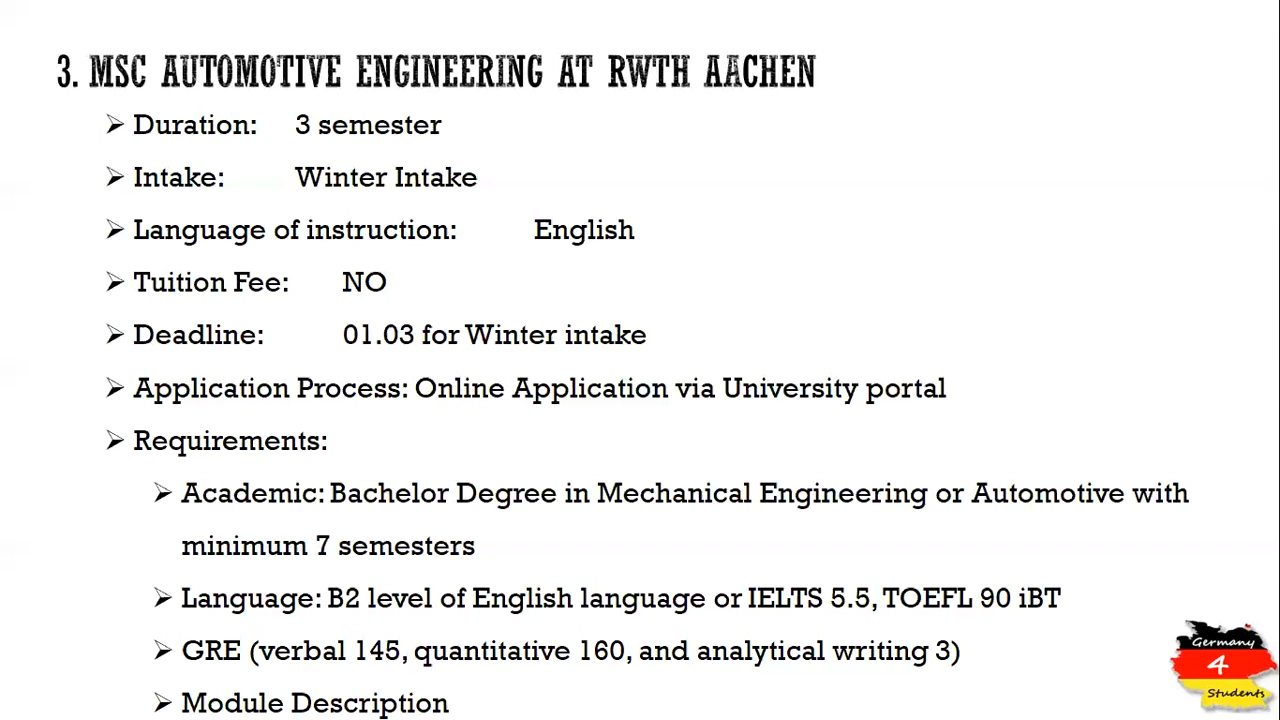 3. MSC AUTOMOTIVE ENGINEERING AT RWTH AACHEN
➢ Duration: 3 semester
➢ Intake: Winter Intake
➢ Language of instruction: English
➢ Tuition Fee: NO
➢ Deadline: 01.03 for Winter intake
➢ Application Process: Online Application via University portal
➢ Requirements:
➢ Academic: Bachelor Degree in Mechanical Engineering or Automotive with
minimum 7 semesters
➢ Language: B2 level of English language or IELTS 5.5, TOEFL 90 iBT
➢ GRE (verbal 145, quantitative 160, and analytical writing 3)
➢ Module Description
Germany
4
Students